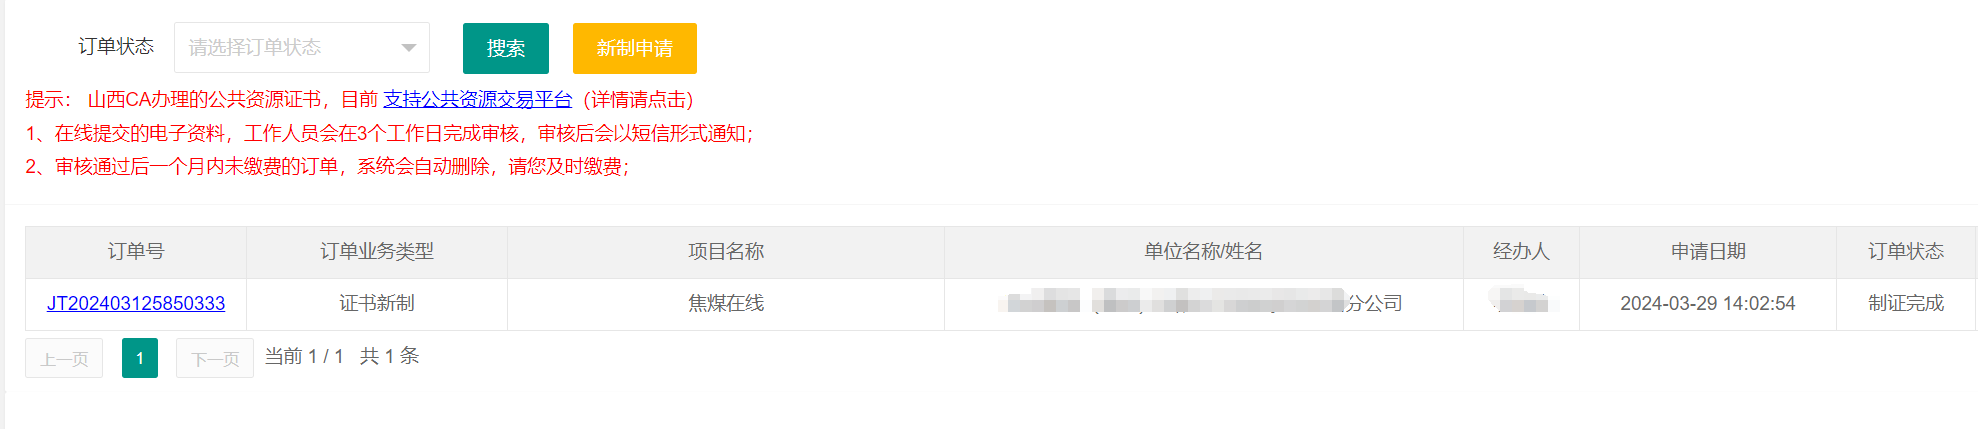 订单状态 请选择订单状态 搜索 新制申请
提示： 山西CA办理的公共资源证书，目前 支持公共资源交易平台（详情请点击）
1、在线提交的电子资料，工作人员会在3个工作日完成审核，审核后会以短信形式通知；
2、审核通过后一个月内未缴费的订单，系统会自动删除，请您及时缴费；
订单号 订单业务类型 项目名称 单位名称/姓名 经办人 申请日期 订单状态
JT202403125850333 证书新制 焦煤在线 分公司 2024-03-29 14:02:54 制证完成
上一页 1 下一页 当前 1 / 1 共 1 条